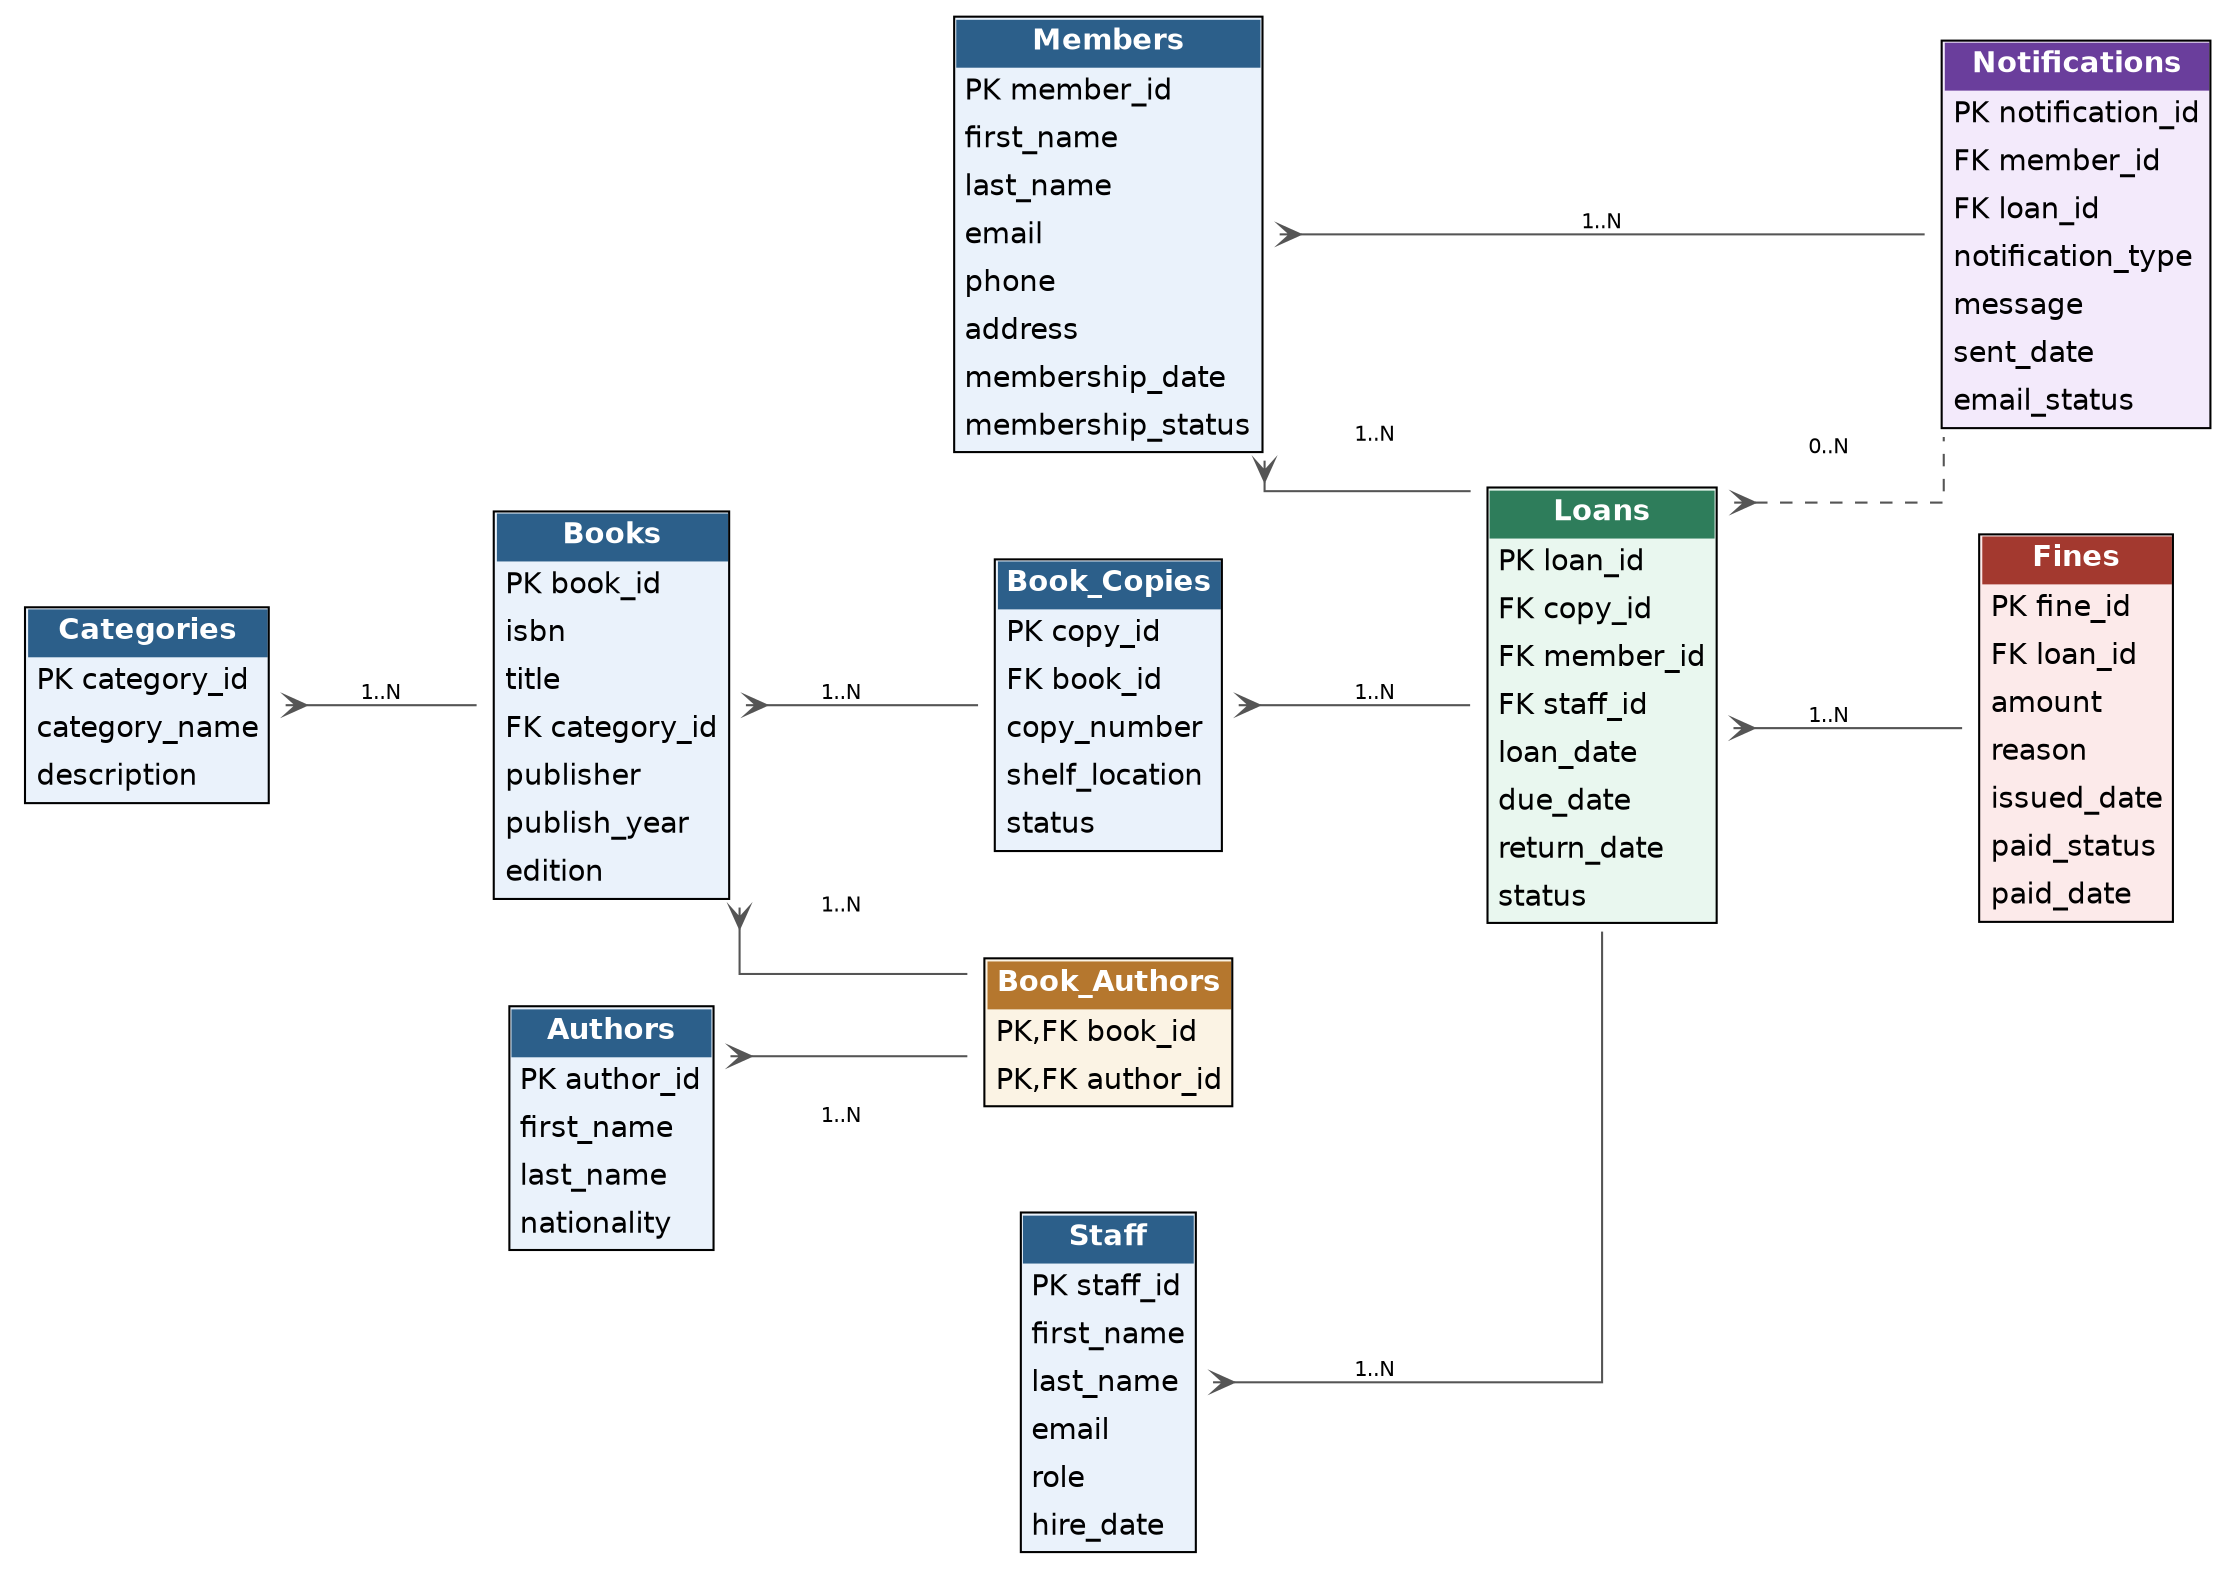 Members
PK member_id
first_name
last_name
email
phone
address
membership_date
membership_status
Notifications
PK notification_id
FK member_id
FK loan_id
notification_type
message
sent_date
email_status
1..N
1..N
0..N
Categories
PK category_id
category_name
description
1..N
Books
PK book_id
isbn
title
FK category_id
publisher
publish_year
edition
1..N
1..N
Book_Copies
PK copy_id
FK book_id
copy_number
shelf_location
status
1..N
Loans
PK loan_id
FK copy_id
FK member_id
FK staff_id
loan_date
due_date
return_date
status
1..N
Fines
PK fine_id
FK loan_id
amount
reason
issued_date
paid_status
paid_date
Authors
PK author_id
first_name
last_name
nationality
1..N
Book_Authors
PK,FK book_id
PK,FK author_id
Staff
PK staff_id
first_name
last_name
email
role
hire_date
1..N